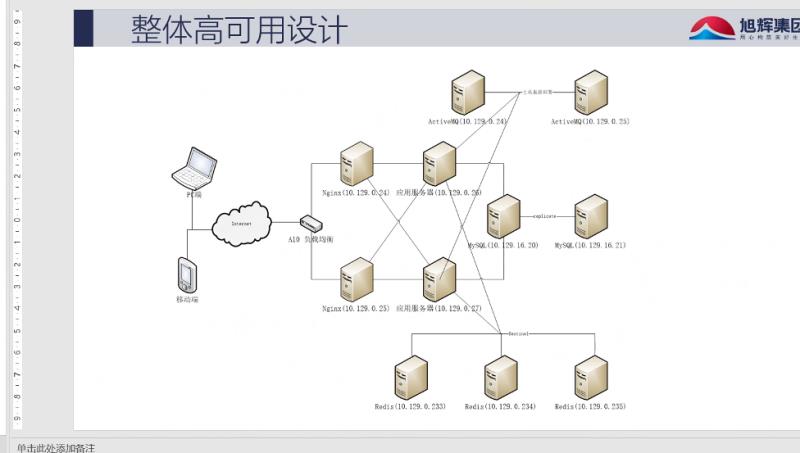 整体高可用设计
旭辉集团
用心构筑美好生
主从数据同步
ActiveMQ(10.129.0.24)
ActiveMQ(10.129.0.25)
PC端
Nginx(10.129.0.24)
应用服务器(10.129.0.26)
Internet
A10 负载均衡
replicate
MySQL(10.129.16.20)
MySQL(10.129.16.21)
移动端
Nginx(10.129.0.25)
应用服务器(10.129.0.27)
Sentinel
Redis(10.129.0.233)
Redis(10.129.0.234)
Redis(10.129.0.235)
单击此处添加备注